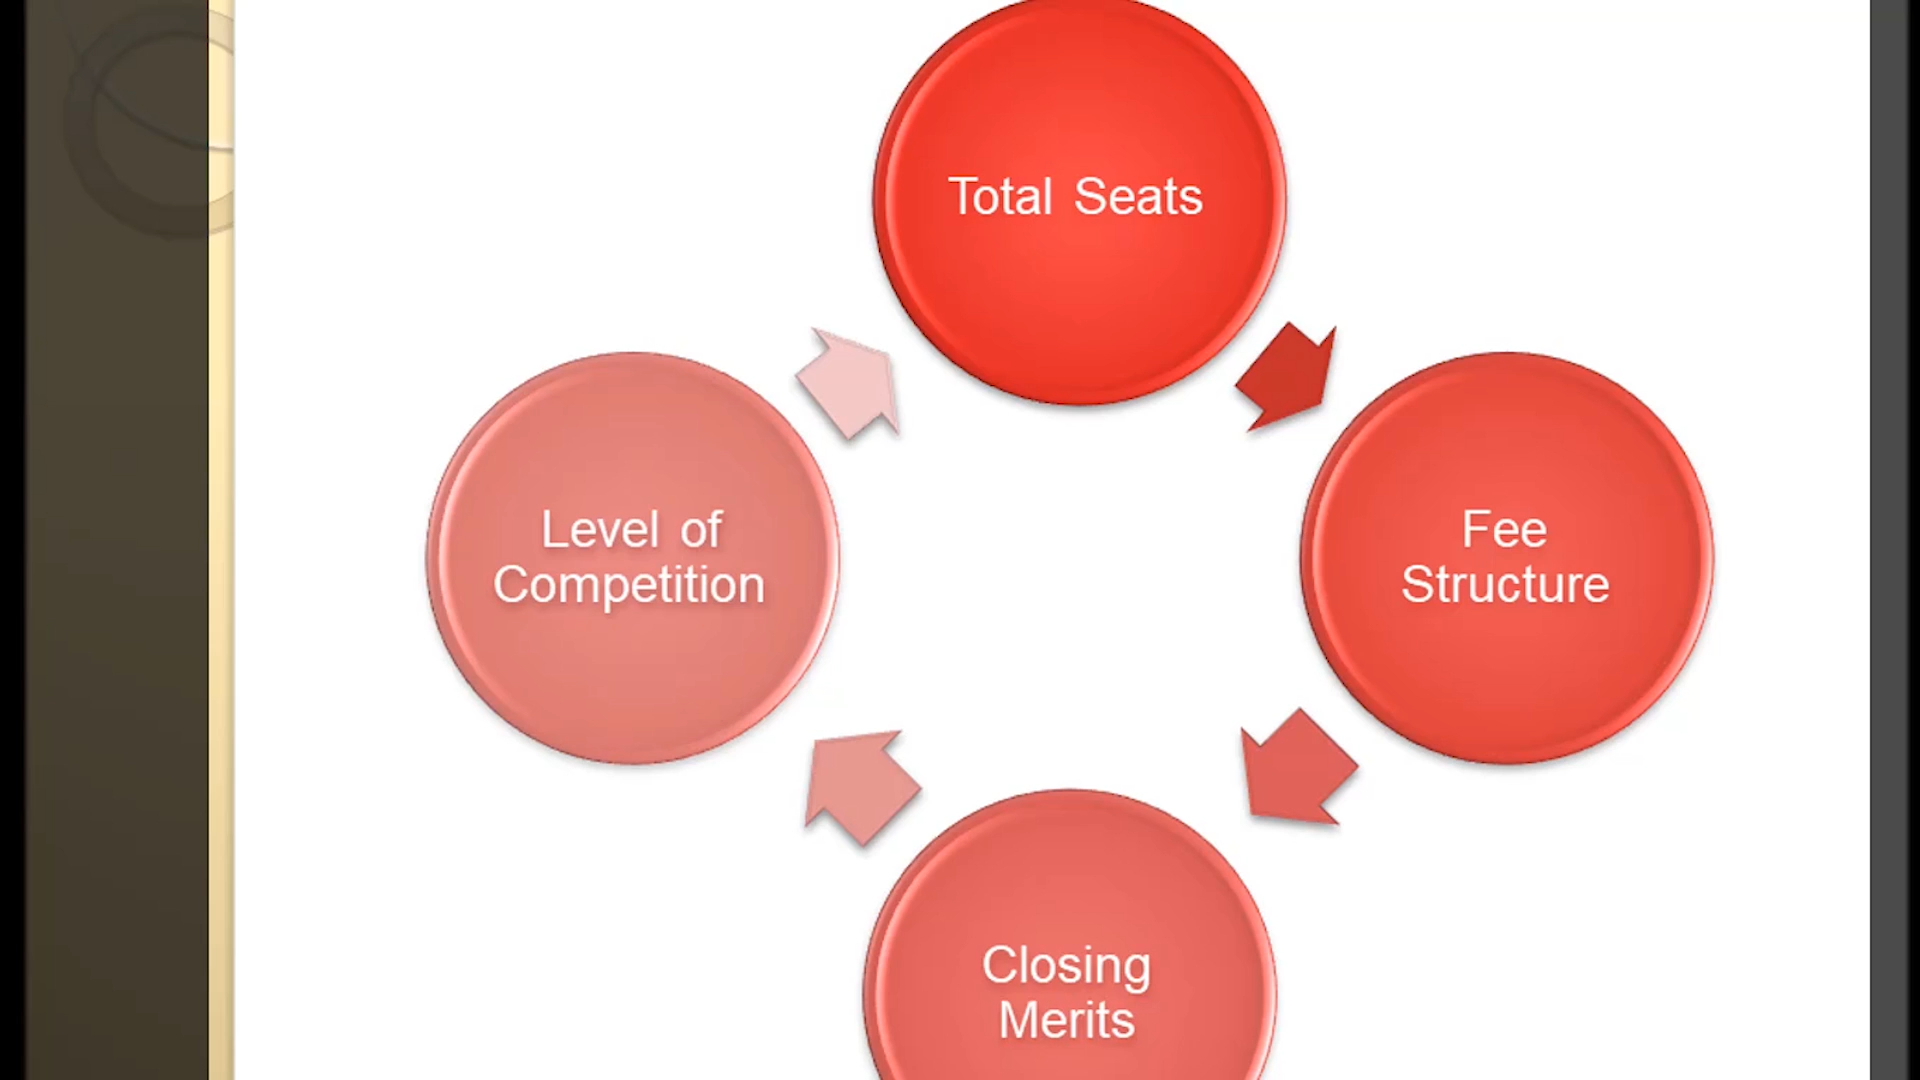 Total Seats
Fee
Structure
Closing
Merits
Level of
Competition